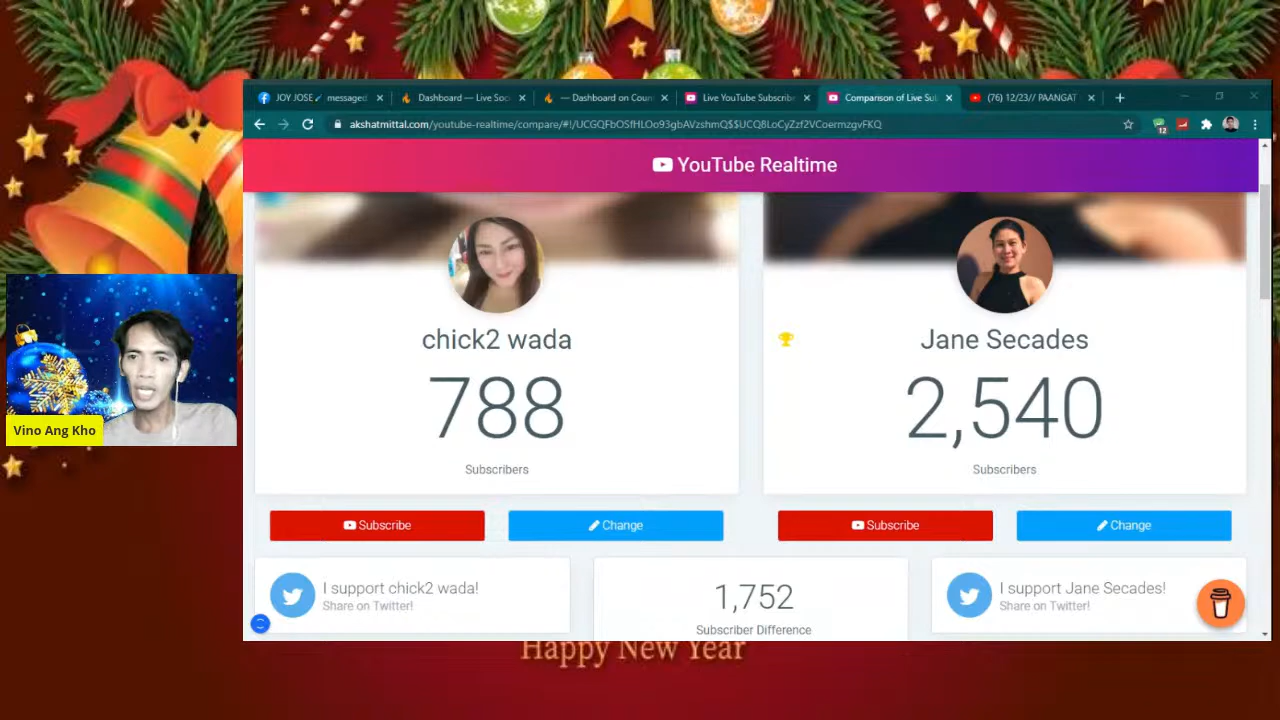 JOY JOSE✓ messaged
Dashboard — Live Soc
— Dashboard on Coun
Live YouTube Subscribe
Comparison of Live Su
(76) 12/23// PAANGAT
akshatmittal.com/youtube-realtime/compare/#!/UCGQFbOSfHLOo93gbAVzshmQ$$UCQ8LoCyZzf2VCoermzgvFKQ
12
YouTube Realtime
chick2 wada
788
Subscribers
Jane Secades
2,540
Subscribers
Vino Ang Kho
Subscribe
Change
Subscribe
Change
I support chick2 wada!
Share on Twitter!
1,752
Subscriber Difference
I support Jane Secades!
Share on Twitter!
Happy New Year